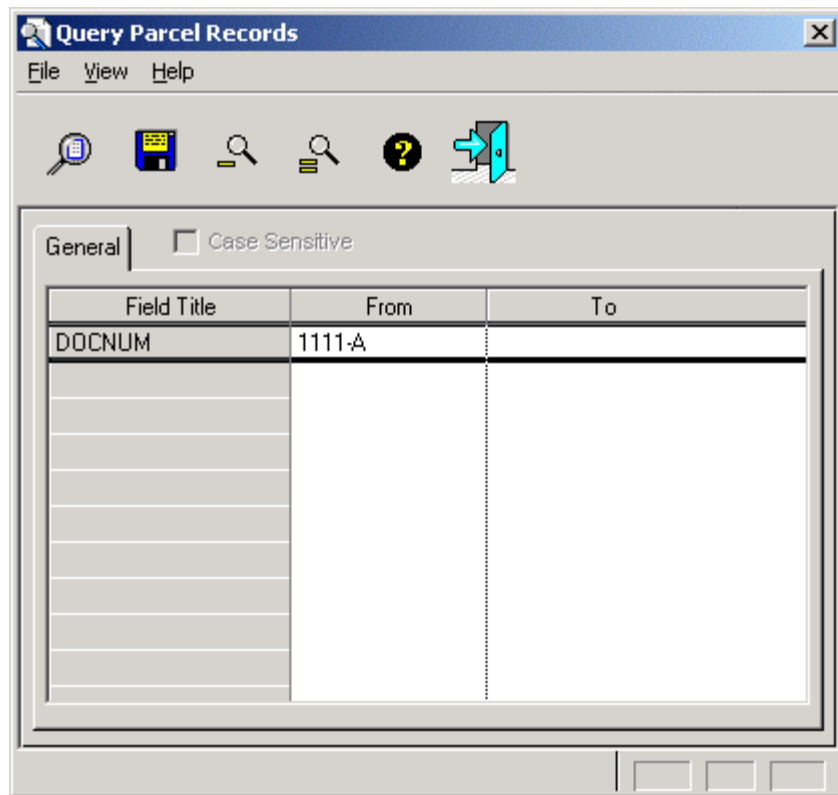 Query Parcel Records
File View Help
General
Case Sensitive
Field Title From To
DOCNUM 1111-A